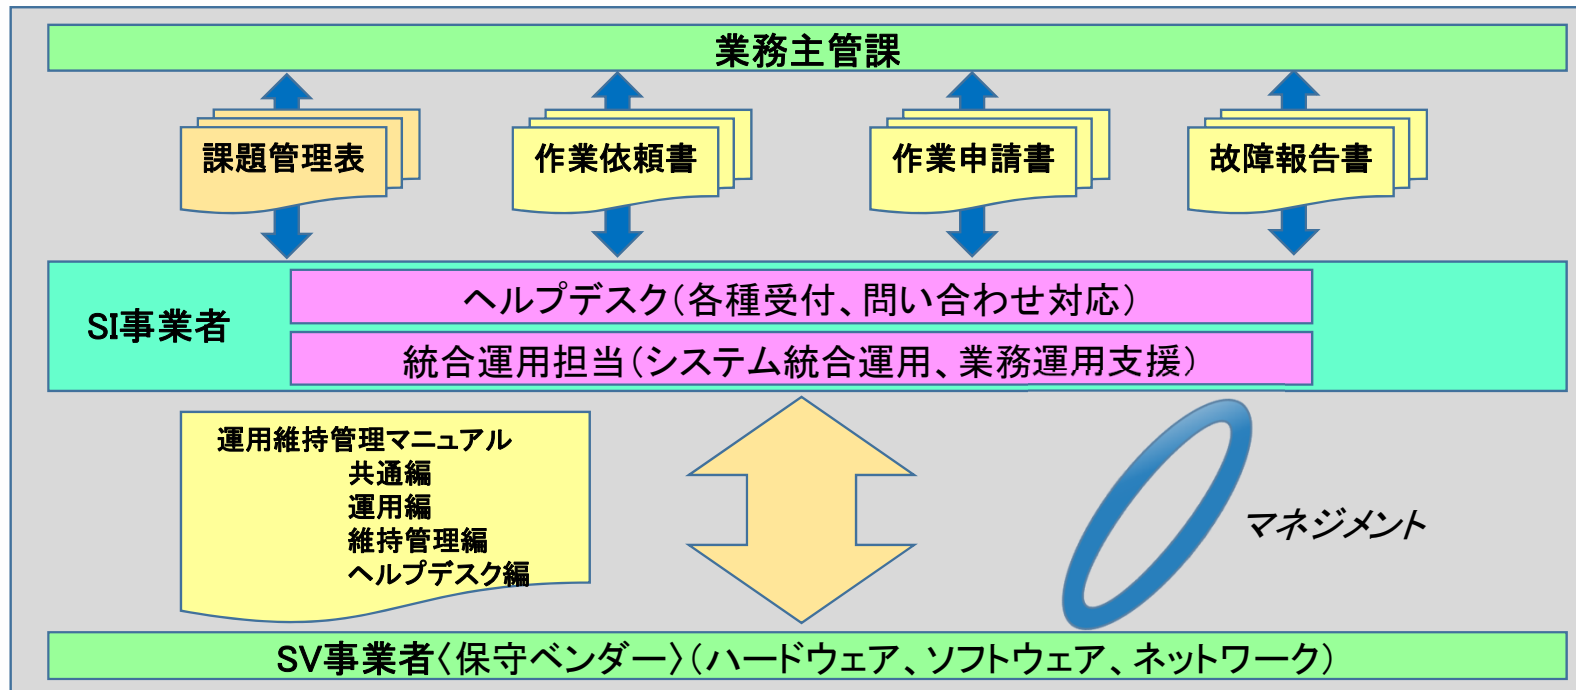 業務主管課
課題管理表
作業依頼書
作業申請書
故障報告書
SI事業者
ヘルプデスク(各種受付、問い合わせ対応)
統合運用担当(システム統合運用、業務運用支援)
運用維持管理マニュアル
共通編
運用編
維持管理編
ヘルプデスク編
マネジメント
SV事業者〈保守ベンダー〉(ハードウェア、ソフトウェア、ネットワーク)